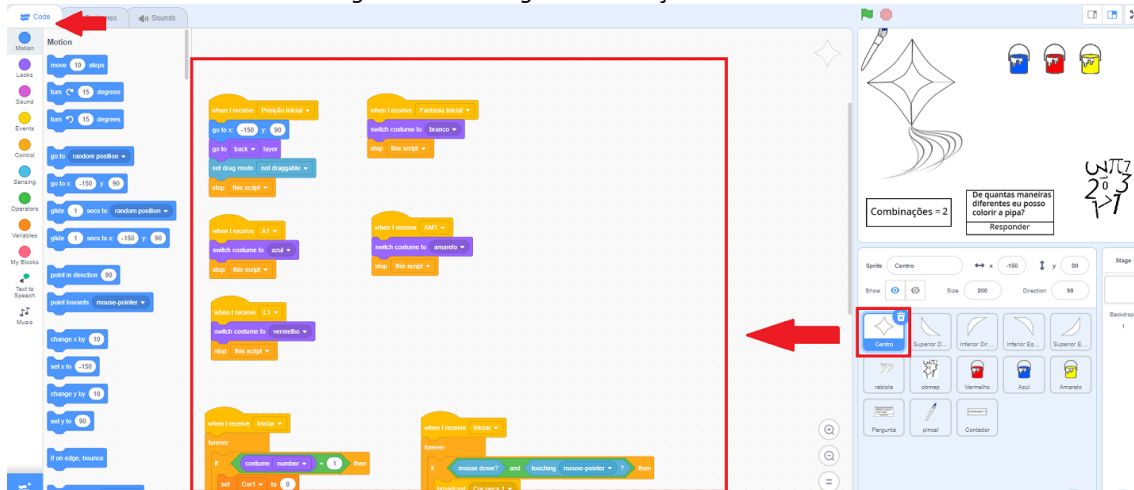 Code
Sounds
Motion
Looks
Sound
Events
Control
Sensing
Operators
Variables
My Blocks
Text to
Speech
Music
Motion
move 10 steps
turn 15 degrees
turn 15 degrees
go to random position
go to x: -150 y: 90
glide 1 secs to random position
glide 1 secs to x: -150 y: 90
point in direction 90
point towards mouse-pointer
change x by 10
set x to -150
change y by 10
set y to 90
if on edge, bounce
when I receive Posição Inicial
go to x: -150 y: 90
go to back layer
set drag mode not draggable
stop this script
when I receive Fantasia Inicial
switch costume to branco
stop this script
when I receive A1
switch costume to azul
stop this script
when I receive AM1
switch costume to amarelo
stop this script
when I receive
switch costume to vermelho
stop this script
when I receive Iniciar
forever
if costume number = 1 then
set Cor1 to 0
when I receive Iniciar
forever
if mouse down? and touching mouse-pointer ? then
Combinações = 2
De quantas maneiras
diferentes eu posso
colorir a pipa?
Responder
Sprite Centro x -150 y 90
Show Size 200 Direction 90
Stage
Centro
Superior D...
Inferior Dir...
Inferior Es...
Superior E...
rabiola
obmep
Vermelho
Azul
Amarelo
Pergunta
pincel
Contador
1